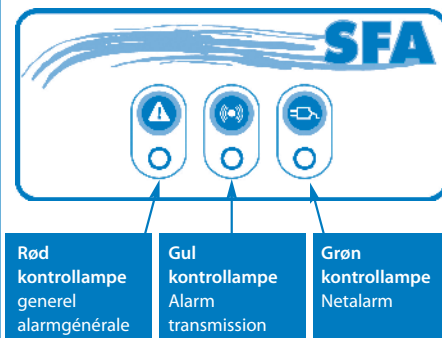 SFA
Rød
kontrollampe
generel
alarmgénérale
Gul
kontrollampe
Alarm
transmission
Grøn
kontrollampe
Netalarm